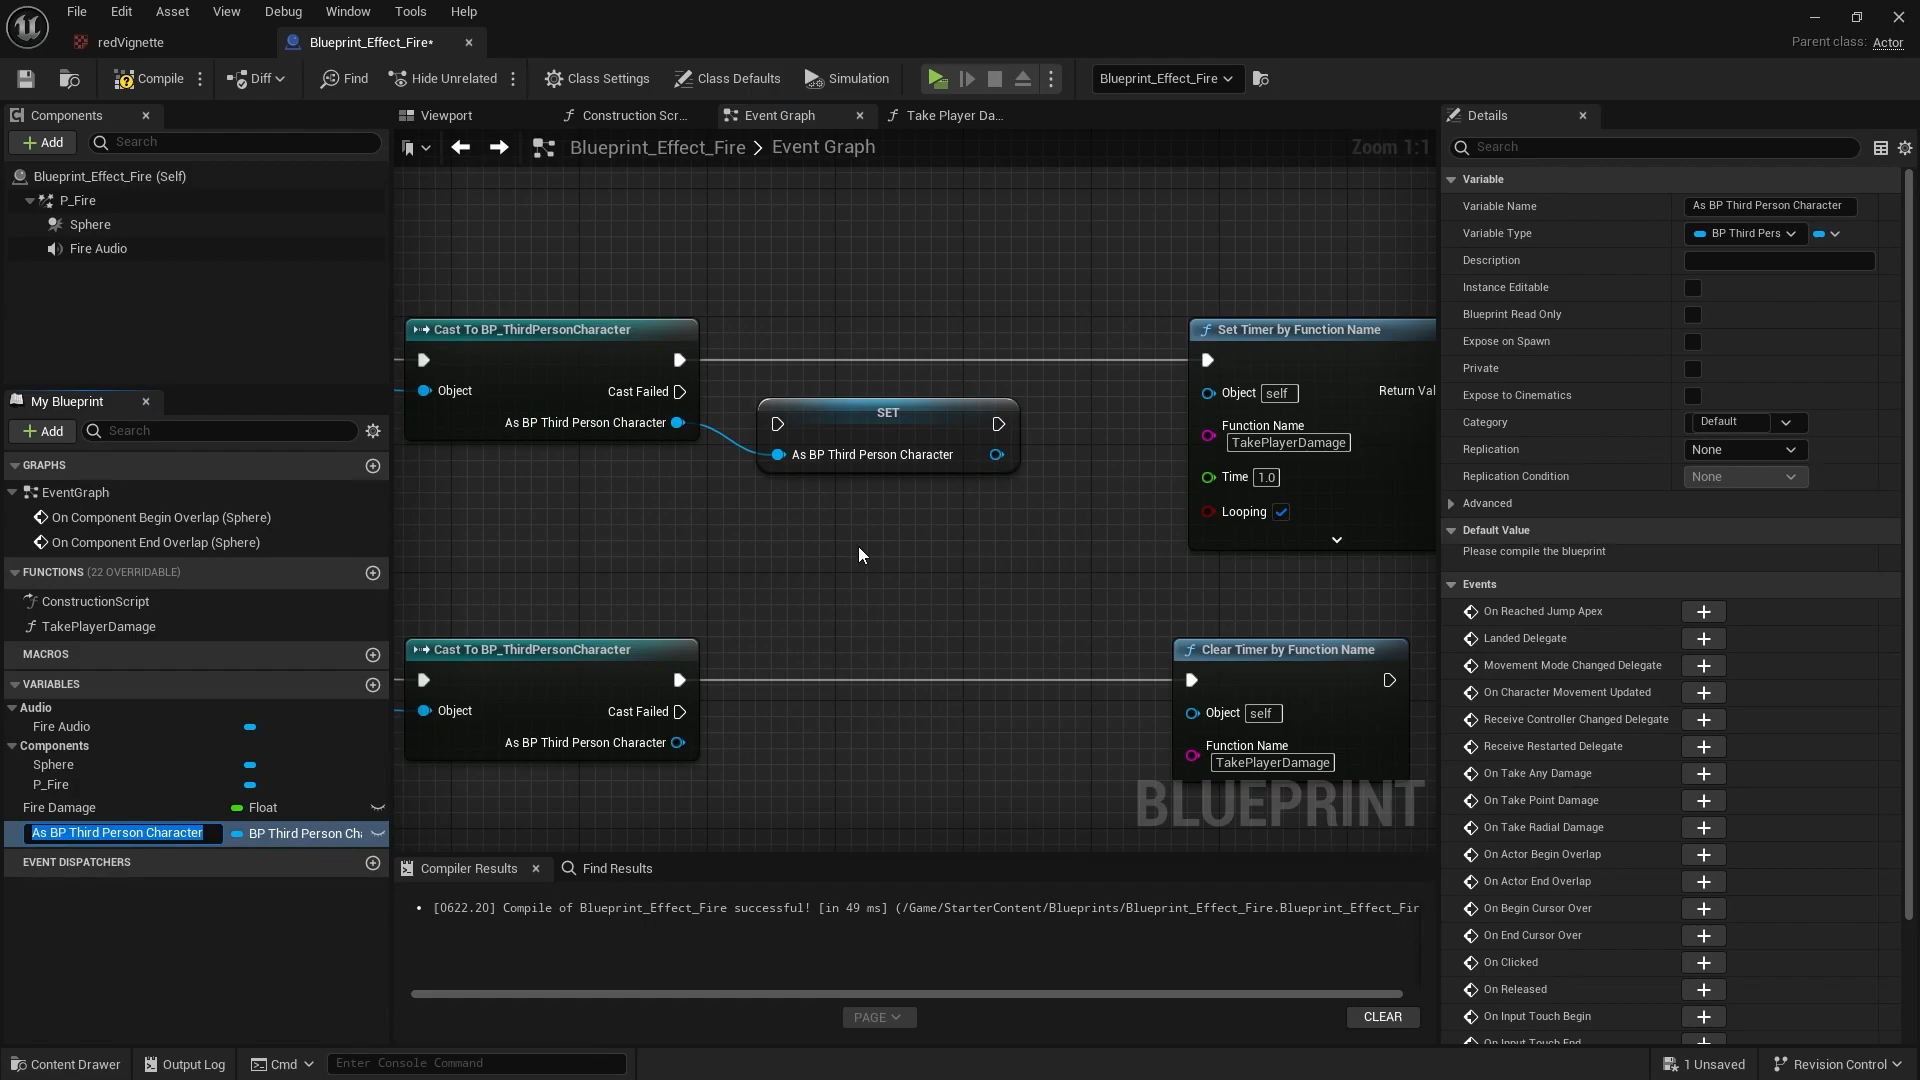 File Edit Asset View Debug Window Tools Help
redVignette
Blueprint_Effect_Fire*
Parent class: Actor
Compile
Diff
Find
Hide Unrelated
Class Settings
Class Defaults
Simulation
Blueprint_Effect_Fire
Components
Add
Search
Blueprint_Effect_Fire (Self)
P_Fire
Sphere
Fire Audio
My Blueprint
Add
Search
GRAPHS
EventGraph
On Component Begin Overlap (Sphere)
On Component End Overlap (Sphere)
FUNCTIONS (22 OVERRIDABLE)
ConstructionScript
TakePlayerDamage
MACROS
VARIABLES
Audio
Fire Audio
Components
Sphere
P_Fire
Fire Damage Float
As BP Third Person Character BP Third Person Cha
EVENT DISPATCHERS
Viewport
Construction Scr...
Event Graph
Take Player Da...
Blueprint_Effect_Fire > Event Graph
Zoom 1:1
Cast To BP_ThirdPersonCharacter
Object
Cast Failed
As BP Third Person Character
SET
As BP Third Person Character
Set Timer by Function Name
Object self
Return Val
Function Name
TakePlayerDamage
Time 1.0
Looping
Cast To BP_ThirdPersonCharacter
Object
Cast Failed
As BP Third Person Character
Clear Timer by Function Name
Object self
Function Name
TakePlayerDamage
BLUEPRINT
Compiler Results
Find Results
[0622.20] Compile of Blueprint_Effect_Fire successful! [in 49 ms] (/Game/StarterContent/Blueprints/Blueprint_Effect_Fire.Blueprint_Effect_Fir
PAGE
CLEAR
Details
Search
Variable
Variable Name As BP Third Person Character
Variable Type BP Third Pers
Description
Instance Editable
Blueprint Read Only
Expose on Spawn
Private
Expose to Cinematics
Category Default
Replication None
Replication Condition None
Advanced
Default Value
Please compile the blueprint
Events
On Reached Jump Apex
Landed Delegate
Movement Mode Changed Delegate
On Character Movement Updated
Receive Controller Changed Delegate
Receive Restarted Delegate
On Take Any Damage
On Take Point Damage
On Take Radial Damage
On Actor Begin Overlap
On Actor End Overlap
On Begin Cursor Over
On End Cursor Over
On Clicked
On Released
On Input Touch Begin
On Input Touch End
Content Drawer
Output Log
Cmd
Enter Console Command
1 Unsaved
Revision Control